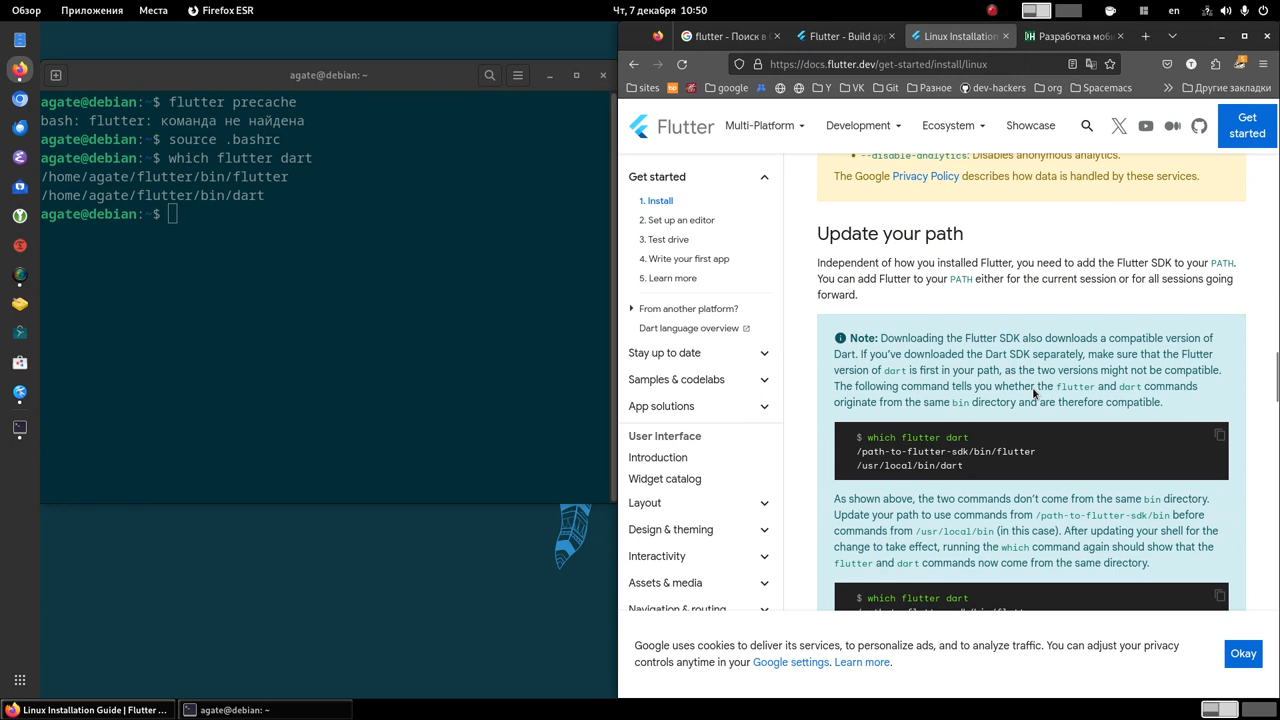 Обзор Приложения Места Firefox ESR Чт, 7 декабря 10:50 en
agate@debian: ~
agate@debian:~$ flutter precache
bash: flutter: команда не найдена
agate@debian:~$ source .bashrc
agate@debian:~$ which flutter dart
/home/agate/flutter/bin/flutter
/home/agate/flutter/bin/dart
agate@debian:~$
flutter - Поиск в G Flutter - Build app Linux Installation Разработка моби
https://docs.flutter.dev/get-started/install/linux
sites google Y VK Git Разное dev-hackers org Spacemacs Другие закладки
Flutter Multi-Platform Development Ecosystem Showcase Get started
Get started
1. Install
2. Set up an editor
3. Test drive
4. Write your first app
5. Learn more
From another platform?
Dart language overview
Stay up to date
Samples & codelabs
App solutions
User Interface
Introduction
Widget catalog
Layout
Design & theming
Interactivity
Assets & media
Navigation & routing
--disable-analytics: Disables anonymous analytics.
The Google Privacy Policy describes how data is handled by these services.
Update your path
Independent of how you installed Flutter, you need to add the Flutter SDK to your PATH.
You can add Flutter to your PATH either for the current session or for all sessions going
forward.
Note: Downloading the Flutter SDK also downloads a compatible version of
Dart. If you've downloaded the Dart SDK separately, make sure that the Flutter
version of dart is first in your path, as the two versions might not be compatible.
The following command tells you whether the flutter and dart commands
originate from the same bin directory and are therefore compatible.
$ which flutter dart
/path-to-flutter-sdk/bin/flutter
/usr/local/bin/dart
As shown above, the two commands don't come from the same bin directory.
Update your path to use commands from /path-to-flutter-sdk/bin before
commands from /usr/local/bin (in this case). After updating your shell for the
change to take effect, running the which command again should show that the
flutter and dart commands now come from the same directory.
$ which flutter dart
Google uses cookies to deliver its services, to personalize ads, and to analyze traffic. You can adjust your privacy
controls anytime in your Google settings. Learn more.
Okay
Linux Installation Guide | Flutter ... agate@debian: ~